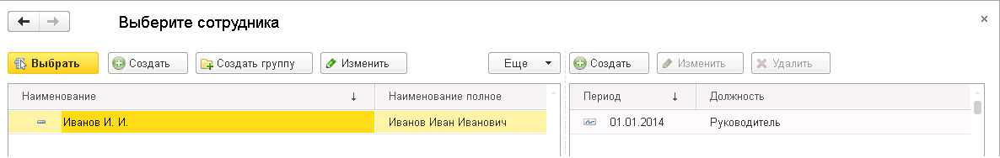 Выберите сотрудника
Выбрать Создать Создать группу Изменить Еще Создать Изменить Удалить
Наименование Наименование полное Период Должность
Иванов И. И. Иванов Иван Иванович 01.01.2014 Руководитель